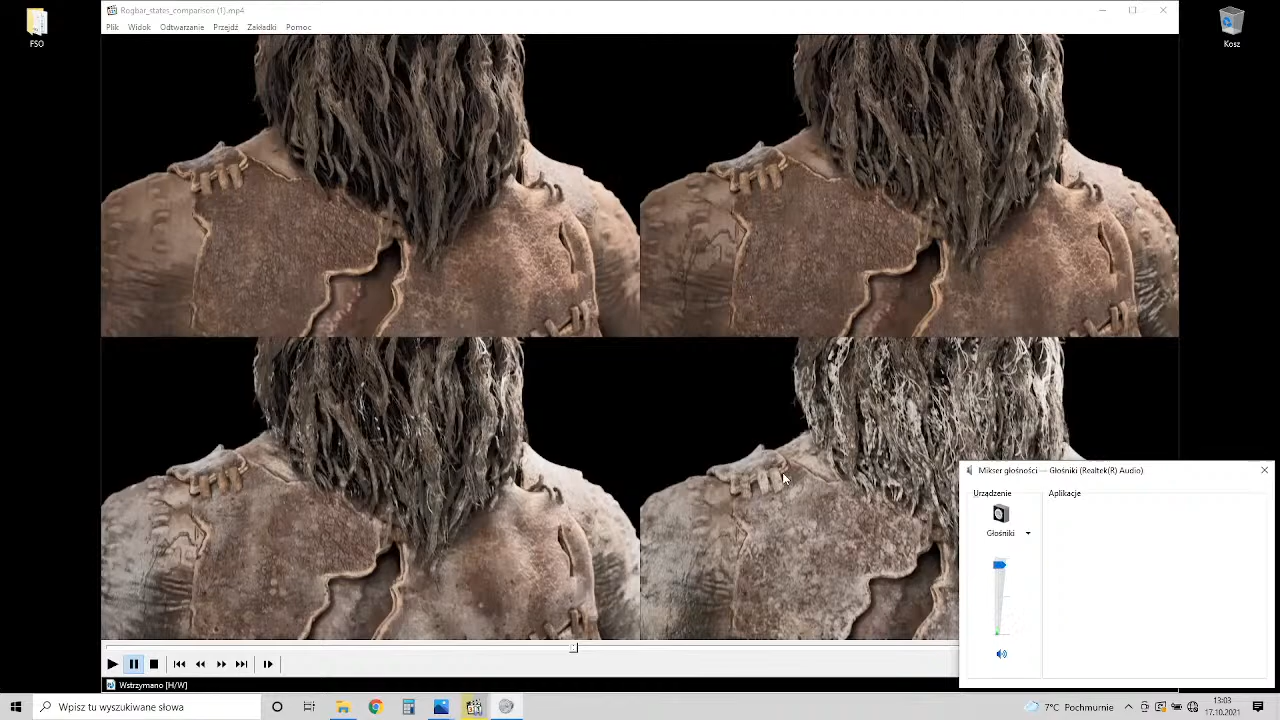 FSO
Roqbar_states_comparison (1).mp4
Plik Widok Odtwarzanie Przejdź Zakładki Pomoc
Kosz
Mikser głośności — Głośniki (Realtek(R) Audio)
Urządzenie
Aplikacje
Głośniki
Wstrzymano [H/W]
Wpisz tu wyszukiwane słowa
7°C Pochmurnie
13:03
17.10.2021